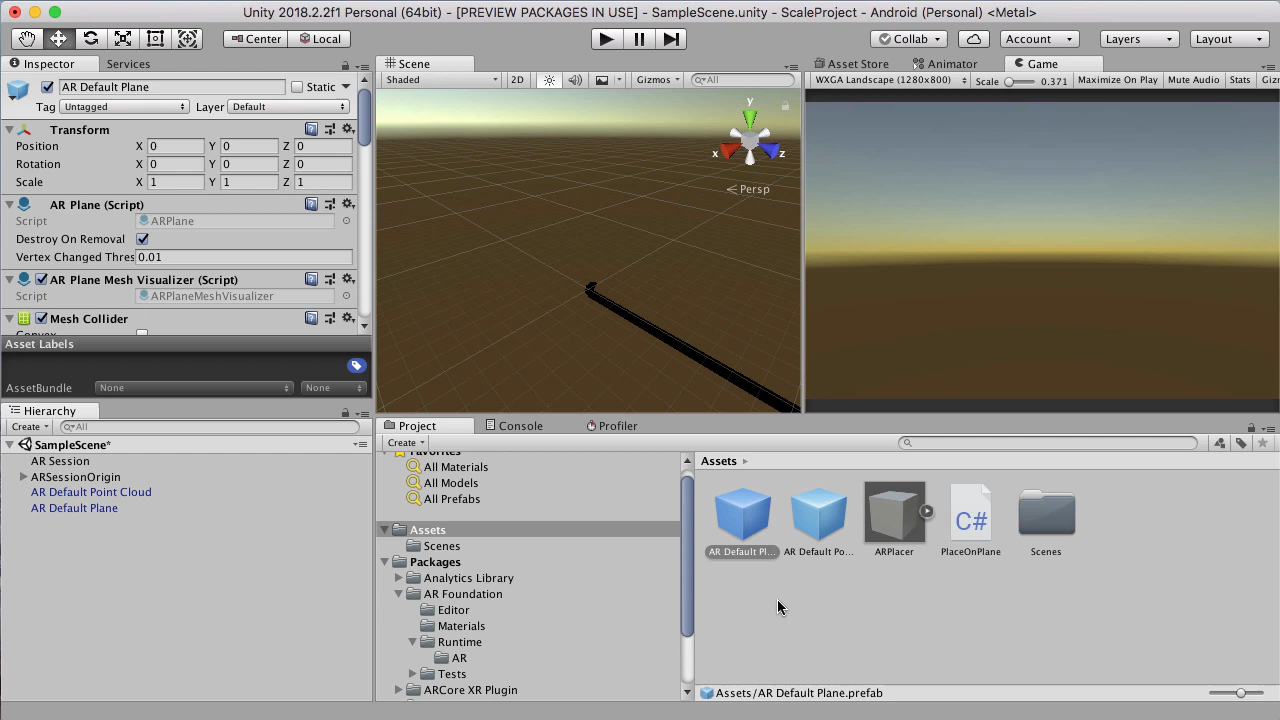 Unity 2018.2.2f1 Personal (64bit) - [PREVIEW PACKAGES IN USE] - SampleScene.unity - ScaleProject - Android (Personal) <Metal>
Center Local Collab Account Layers Layout
Inspector Services
AR Default Plane Static
Tag Untagged Layer Default
Transform
Position X 0 Y 0 Z 0
Rotation X 0 Y 0 Z 0
Scale X 1 Y 1 Z 1
AR Plane (Script)
Script ARPlane
Destroy On Removal
Vertex Changed Thres 0.01
AR Plane Mesh Visualizer (Script)
Script ARPlaneMeshVisualizer
Mesh Collider
Asset Labels
AssetBundle None None
Hierarchy
Create All
SampleScene*
AR Session
ARSessionOrigin
AR Default Point Cloud
AR Default Plane
Scene
Shaded 2D Gizmos All
y
x z
Persp
Asset Store Animator Game
WXGA Landscape (1280x800) Scale 0.371 Maximize On Play Mute Audio Stats Giz
Project Console Profiler
Create
Favorites
All Materials
All Models
All Prefabs
Assets
Scenes
Packages
Analytics Library
AR Foundation
Editor
Materials
Runtime
AR
Tests
ARCore XR Plugin
Assets
C#
AR Default Pl... AR Default Po... ARPlacer PlaceOnPlane Scenes
Assets/AR Default Plane.prefab